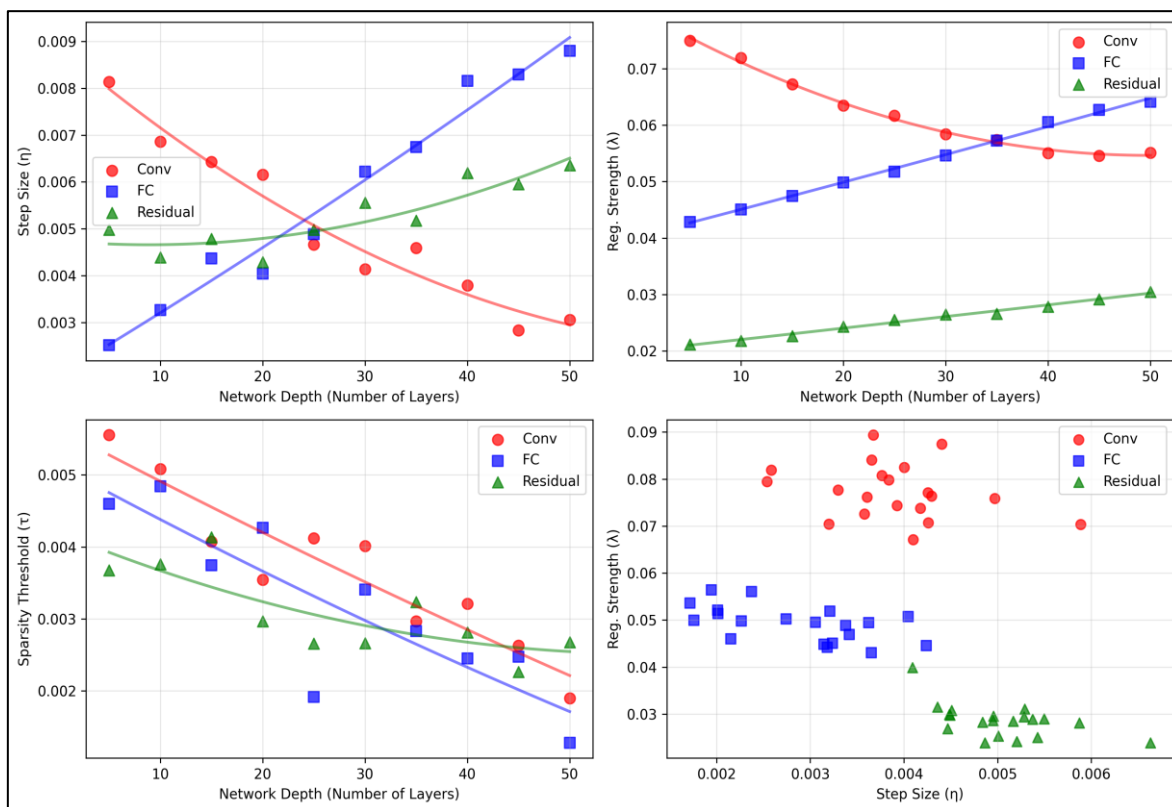 0.009
0.008
0.007
0.006
0.005
0.004
0.003
Step Size (η)
Conv
FC
Residual
10
20
30
40
50
Network Depth (Number of Layers)
0.07
0.06
0.05
0.04
0.03
0.02
Reg. Strength (λ)
Conv
FC
Residual
10
20
30
40
50
Network Depth (Number of Layers)
0.005
0.004
0.003
0.002
Sparsity Threshold (τ)
Conv
FC
Residual
10
20
30
40
50
Network Depth (Number of Layers)
0.09
0.08
0.07
0.06
0.05
0.04
0.03
Reg. Strength (λ)
Conv
FC
Residual
0.002
0.003
0.004
0.005
0.006
Step Size (η)